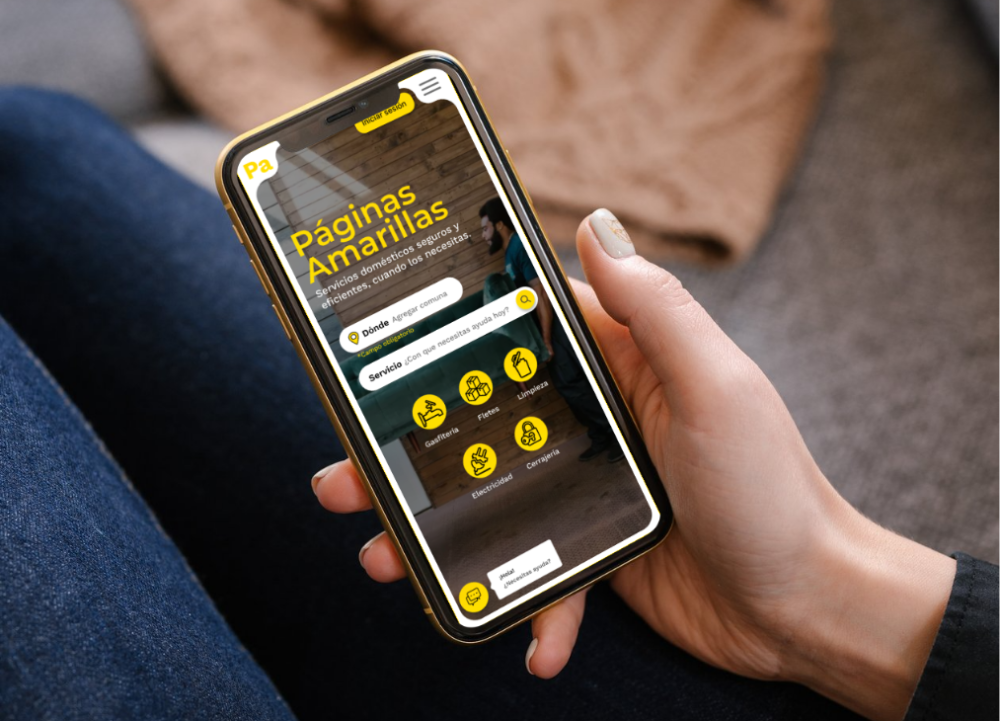 Iniciar sesión
Pa
Páginas
Amarillas
Servicios domésticos seguros y
eficientes, cuando los necesitas.
Dónde Agregar comuna
*Campo obligatorio
Servicio ¿Con que necesitas ayuda hoy?
Gasfitería
Fletes
Limpieza
Electricidad
Cerrajería
¡Hola!
¿Necesitas ayuda?